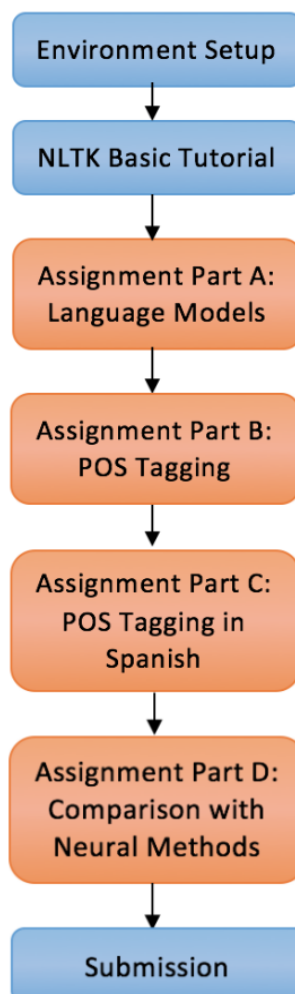 Environment Setup
NLTK Basic Tutorial
Assignment Part A:
Language Models
Assignment Part B:
POS Tagging
Assignment Part C:
POS Tagging in
Spanish
Assignment Part D:
Comparison with
Neural Methods
Submission